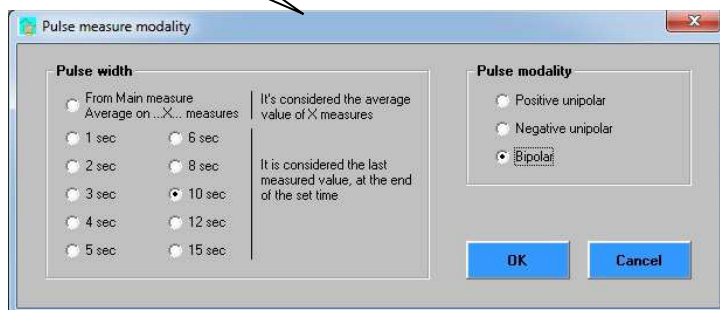 Pulse measure modality
Pulse width
From Main measure
Average on ...X... measures
It's considered the average
value of X measures
1 sec
6 sec
2 sec
8 sec
3 sec
10 sec
4 sec
12 sec
5 sec
15 sec
It is considered the last
measured value, at the end
of the set time
Pulse modality
Positive unipolar
Negative unipolar
Bipolar
OK
Cancel